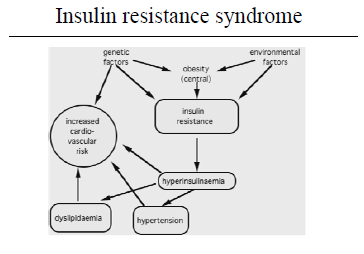 Insulin resistance syndrome
genetic
factors
environmental
factors
obesity
(central)
insulin
resistance
increased
cardio-
vascular
risk
hyperinsulinaemia
dyslipidaemia
hypertension